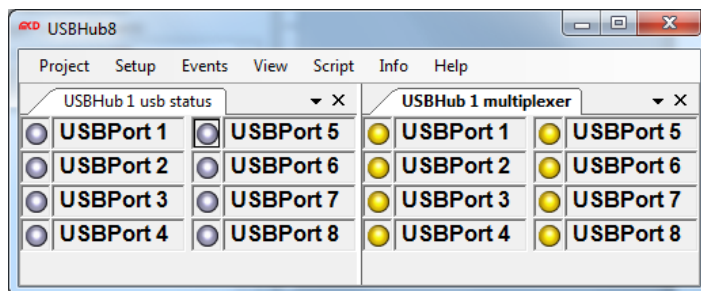 ekD USBHub8
Project Setup Events View Script Info Help
USBHub 1 usb status
USBPort 1 USBPort 5
USBPort 2 USBPort 6
USBPort 3 USBPort 7
USBPort 4 USBPort 8
USBHub 1 multiplexer
USBPort 1 USBPort 5
USBPort 2 USBPort 6
USBPort 3 USBPort 7
USBPort 4 USBPort 8